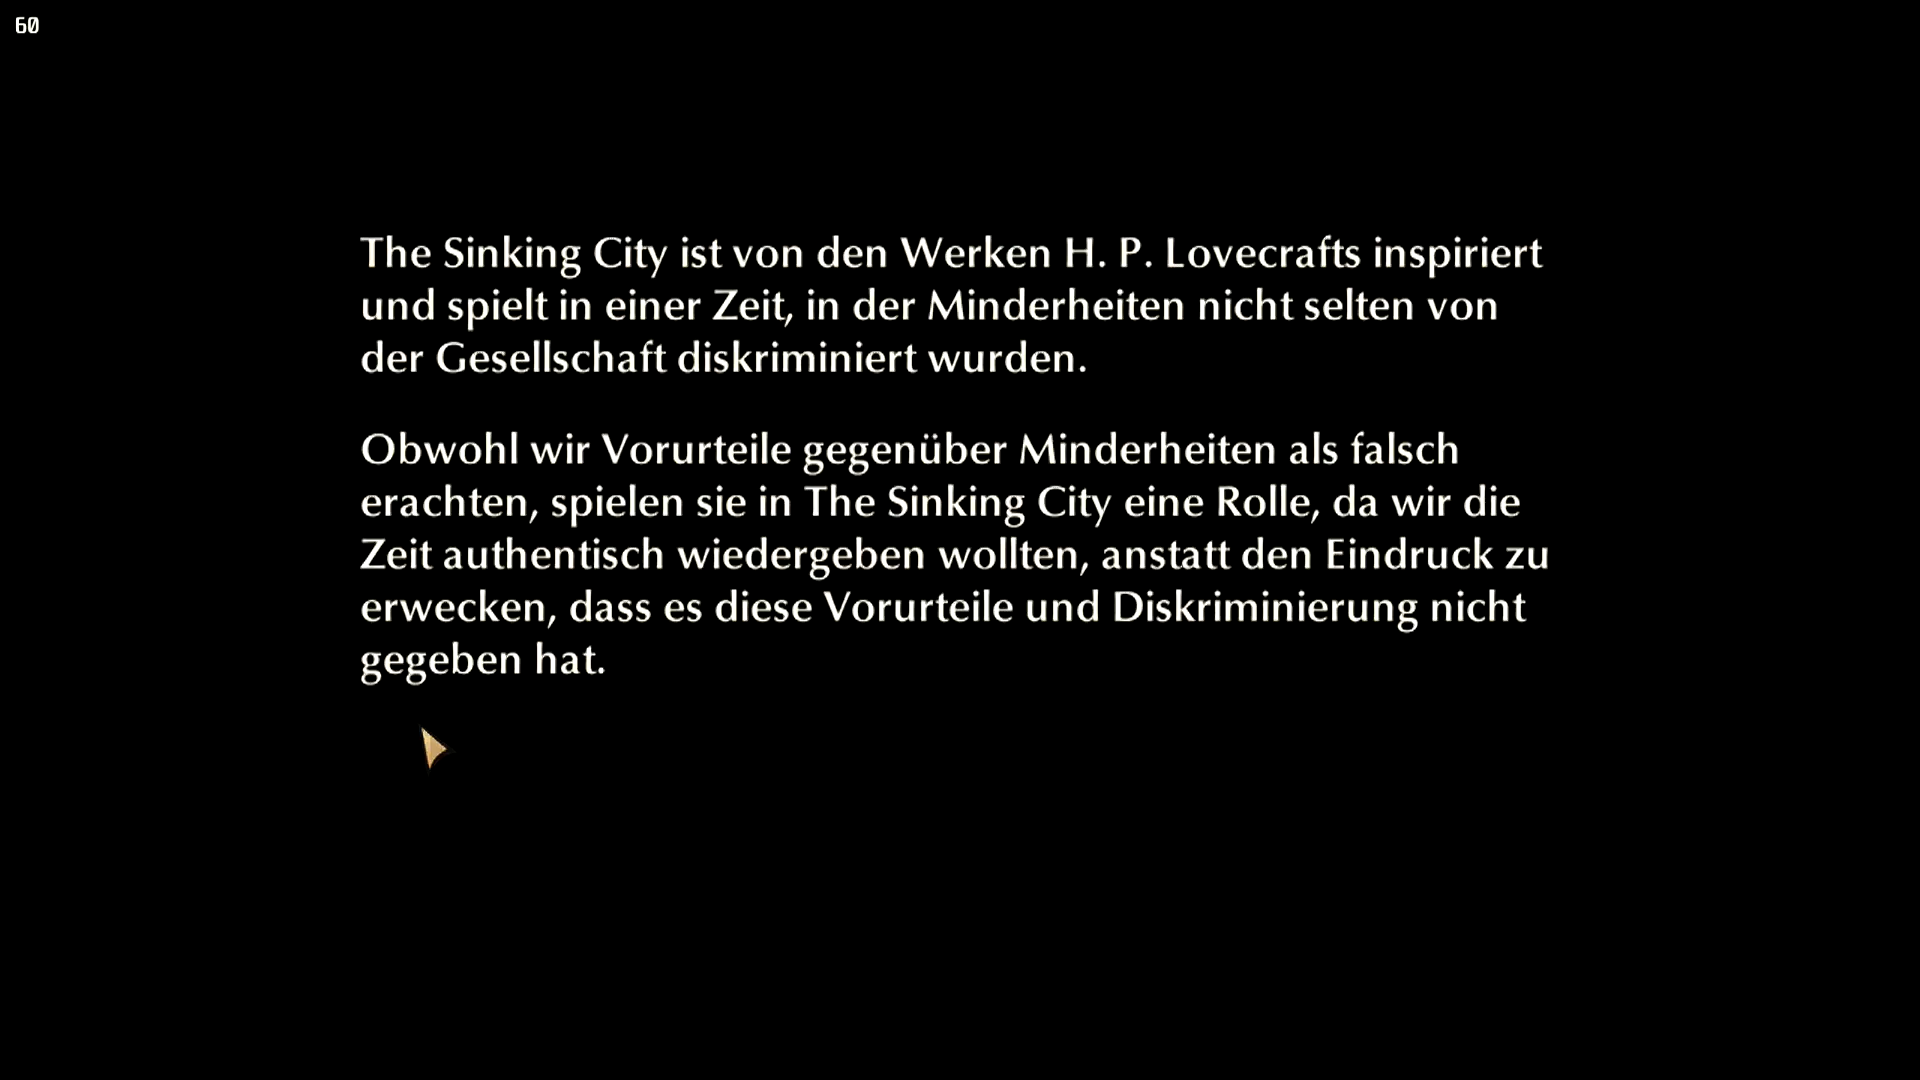 60
The Sinking City ist von den Werken H. P. Lovecrafts inspiriert
und spielt in einer Zeit, in der Minderheiten nicht selten von
der Gesellschaft diskriminiert wurden.
Obwohl wir Vorurteile gegenüber Minderheiten als falsch
erachten, spielen sie in The Sinking City eine Rolle, da wir die
Zeit authentisch wiedergeben wollten, anstatt den Eindruck zu
erwecken, dass es diese Vorurteile und Diskriminierung nicht
gegeben hat.